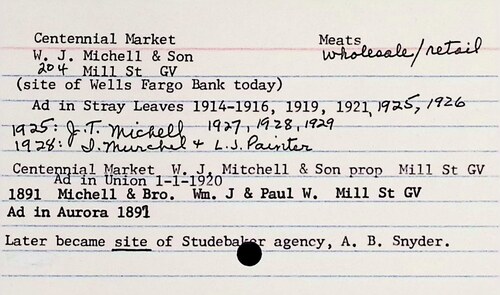 Centennial Market Meats
W. J. Michell & Son wholesale/retail
204 Mill St GV
(site of Wells Fargo Bank today)
Ad in Stray Leaves 1914-1916, 1919, 1921, 1925, 1926
1925: J.T. Michell 1927, 1928, 1929
1928: I. Murchel + L.J. Painter
Centennial Market W. J. Mitchell & Son prop Mill St GV
Ad in Union 1-1-1920
1891 Michell & Bro. Wm. J & Paul W. Mill St GV
Ad in Aurora 1891
Later became site of Studebaker agency, A. B. Snyder.